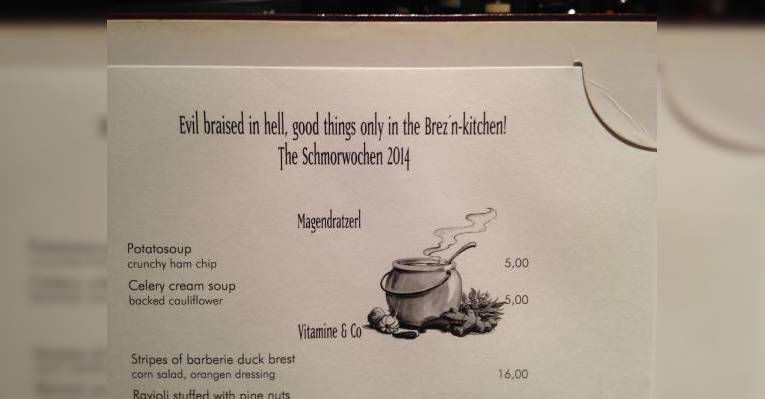 Evil braised in hell, good things only in the Brez´n-kitchen!
The Schmorwochen 2014
Magendratzerl
Potatosoup
crunchy ham chip 5,00
Celery cream soup
backed cauliflower 5,00
Vitamine & Co
Stripes of barberie duck brest
corn salad, orangen dressing 16,00
Ravioli stuffed with pine nuts